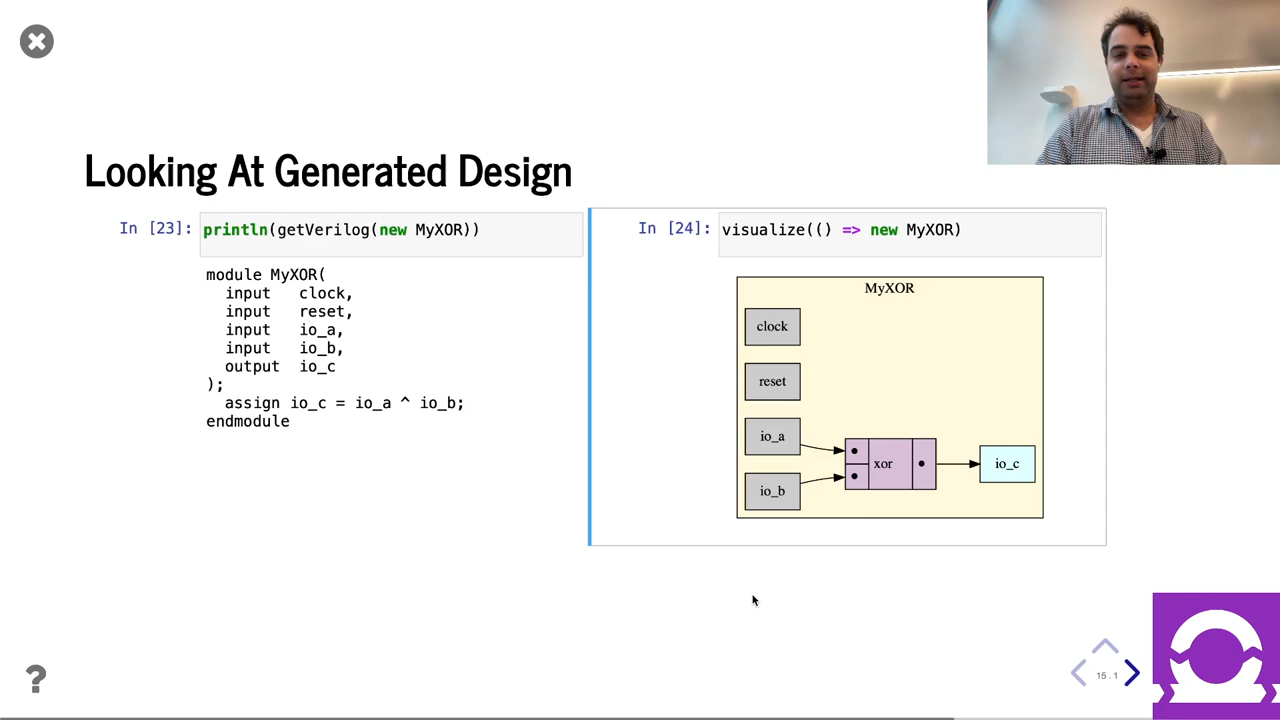 Looking At Generated Design
In [23]: println(getVerilog(new MyXOR))
module MyXOR(
  input   clock,
  input   reset,
  input   io_a,
  input   io_b,
  output  io_c
);
  assign io_c = io_a ^ io_b;
endmodule
In [24]: visualize(() => new MyXOR)
MyXOR
clock
reset
io_a
io_b
xor
io_c
?
15.1